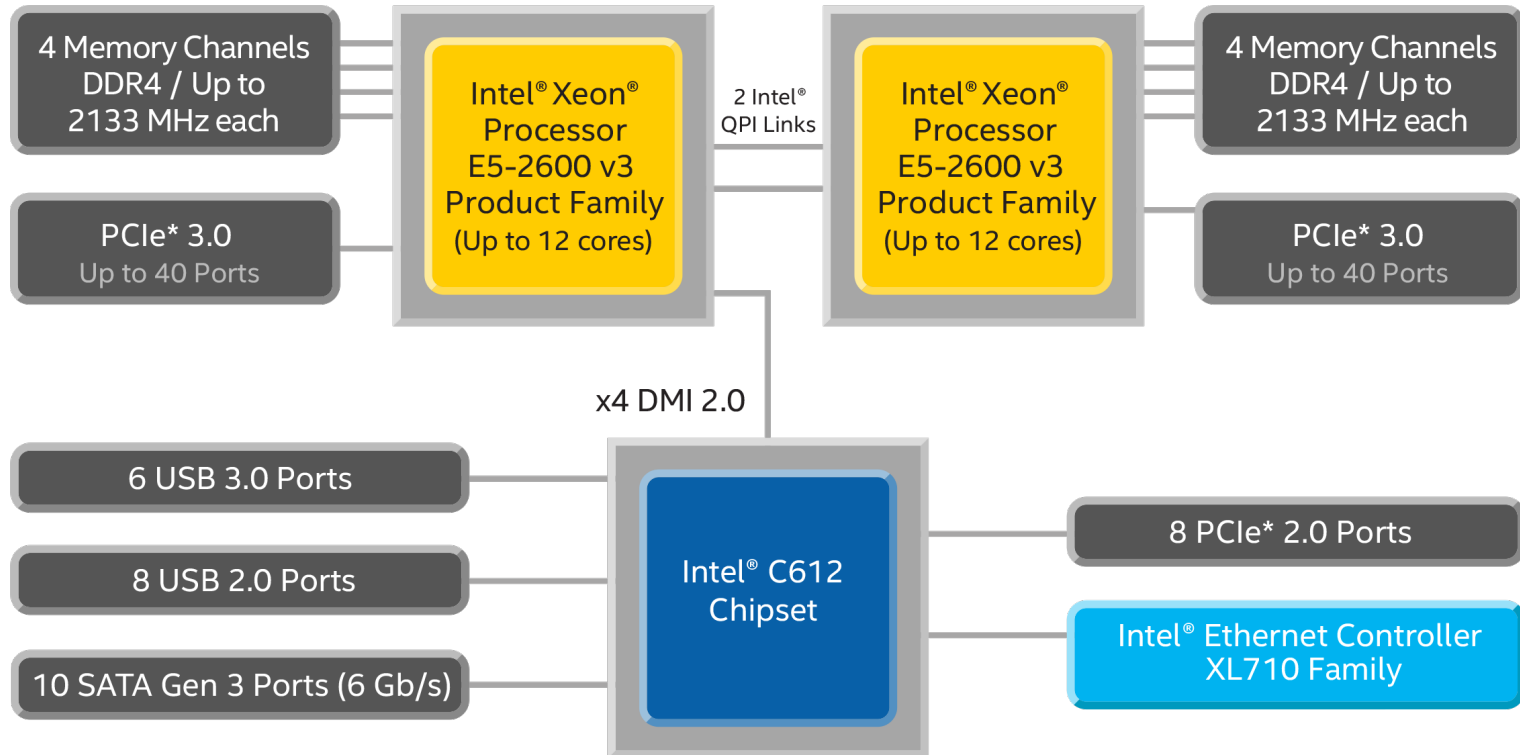 4 Memory Channels
DDR4 / Up to
2133 MHz each
PCIe* 3.0
Up to 40 Ports
Intel® Xeon®
Processor
E5-2600 v3
Product Family
(Up to 12 cores)
2 Intel®
QPI Links
Intel® Xeon®
Processor
E5-2600 v3
Product Family
(Up to 12 cores)
4 Memory Channels
DDR4 / Up to
2133 MHz each
PCIe* 3.0
Up to 40 Ports
x4 DMI 2.0
6 USB 3.0 Ports
8 USB 2.0 Ports
10 SATA Gen 3 Ports (6 Gb/s)
Intel® C612
Chipset
8 PCIe* 2.0 Ports
Intel® Ethernet Controller
XL710 Family